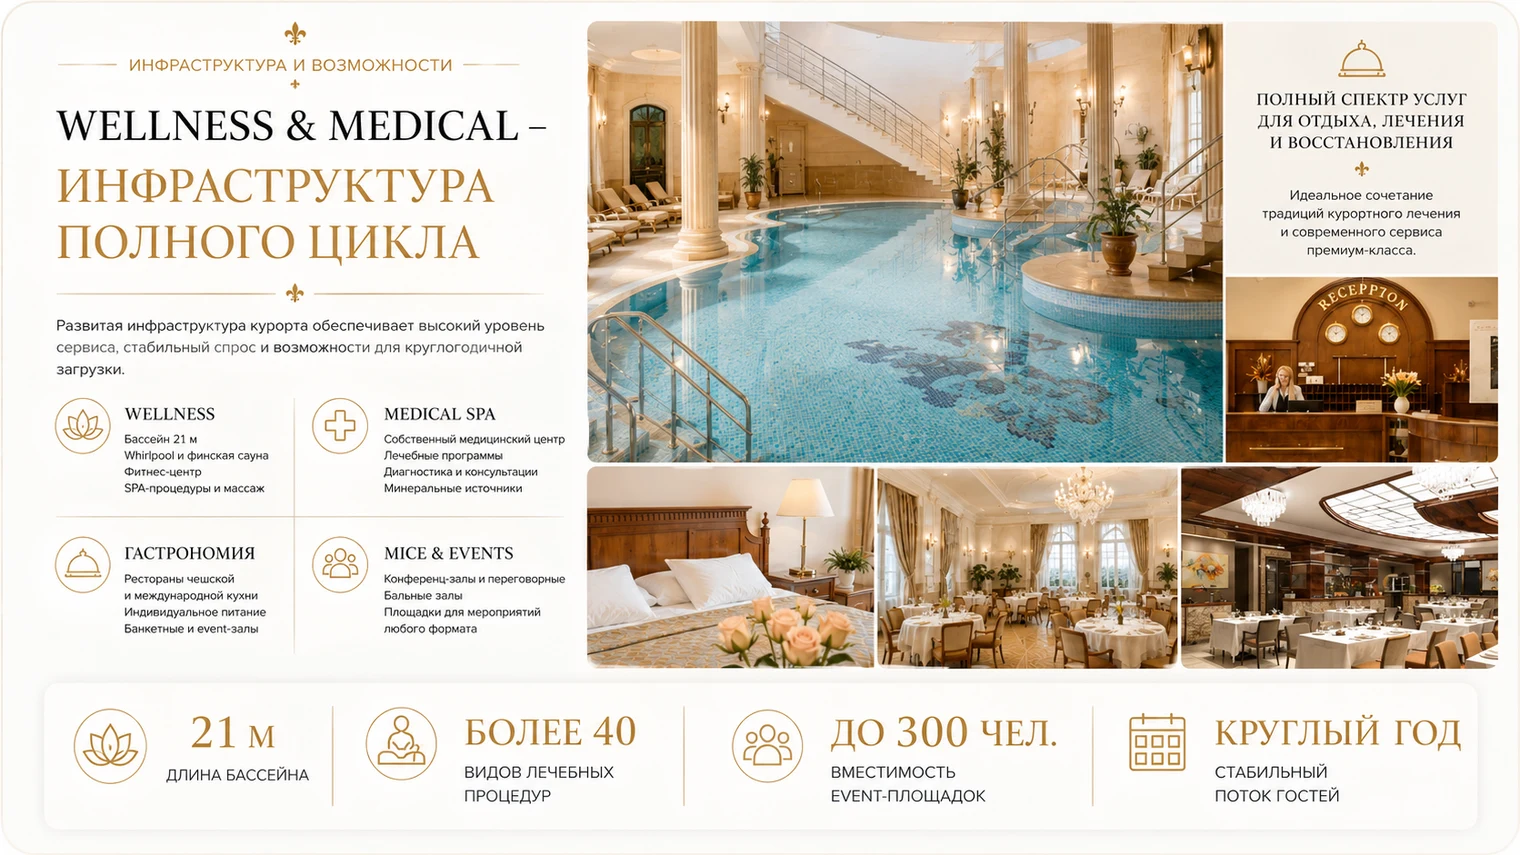 ИНФРАСТРУКТУРА И ВОЗМОЖНОСТИ
WELLNESS & MEDICAL –
ИНФРАСТРУКТУРА
ПОЛНОГО ЦИКЛА
Развитая инфраструктура курорта обеспечивает высокий уровень
сервиса, стабильный спрос и возможности для круглогодичной
загрузки.
WELLNESS
Бассейн 21 м
Whirlpool и финская сауна
Фитнес-центр
SPA-процедуры и массаж
MEDICAL SPA
Собственный медицинский центр
Лечебные программы
Диагностика и консультации
Минеральные источники
ГАСТРОНОМИЯ
Рестораны чешской
и международной кухни
Индивидуальное питание
Банкетные и event-залы
MICE & EVENTS
Конференц-залы и переговорные
Бальные залы
Площадки для мероприятий
любого формата
ПОЛНЫЙ СПЕКТР УСЛУГ
ДЛЯ ОТДЫХА, ЛЕЧЕНИЯ
И ВОССТАНОВЛЕНИЯ
Идеальное сочетание
традиций курортного лечения
и современного сервиса
премиум-класса.
RECEPP7ON
21 м
ДЛИНА БАССЕЙНА
БОЛЕЕ 40
ВИДОВ ЛЕЧЕБНЫХ
ПРОЦЕДУР
ДО 300 ЧЕЛ.
ВМЕСТИМОСТЬ
EVENT-ПЛОЩАДОК
КРУГЛЫЙ ГОД
СТАБИЛЬНЫЙ
ПОТОК ГОСТЕЙ